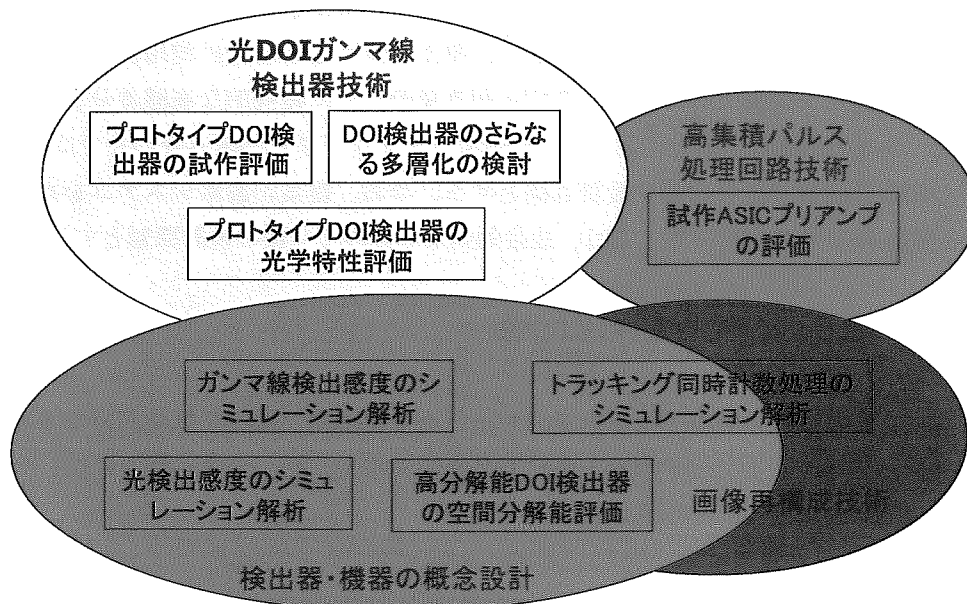 光DOIガンマ線
検出器技術
プロトタイプDOI検
出器の試作評価
DOI検出器のさらな
る多層化の検討
プロトタイプDOI検出器の
光学特性評価
高集積パルス
処理回路技術
試作ASICプリアンプ
の評価
ガンマ線検出感度のシ
ミュレーション解析
トラッキング同時計数処理の
シミュレーション解析
光検出感度のシミュ
レーション解析
高分解能DOI検出器
の空間分解能評価
画像再構成技術
検出器・機器の概念設計